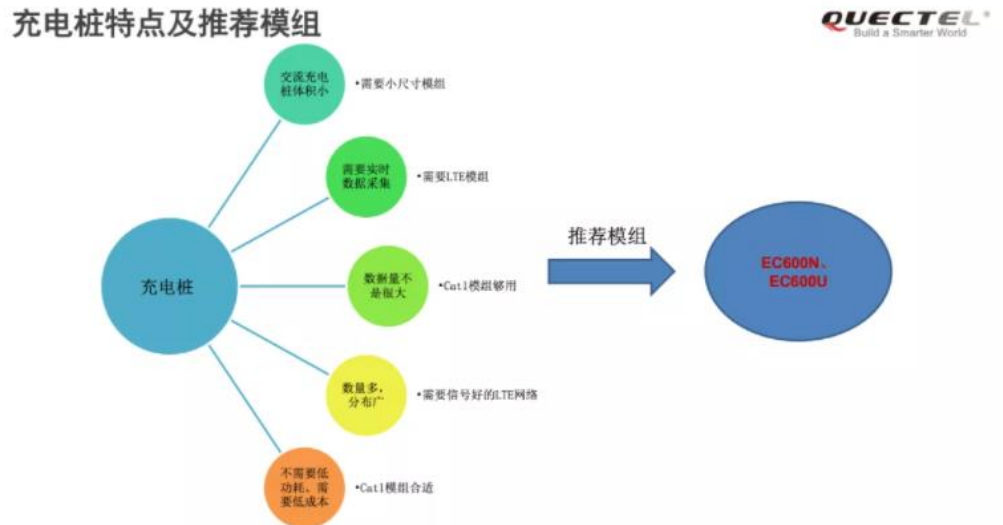 充电桩特点及推荐模组
QUECTEL
Build a Smarter World
交流充电
桩体积小
•需要小尺寸模组
需要实时
数据采集
•需要LTE模组
充电桩
数据量不
是很大
•Cat1模组够用
数量多，
分布广
•需要信号好的LTE网络
不需要低
功耗、需
要低成本
•Cat1模组合适
推荐模组
EC600N、
EC600U